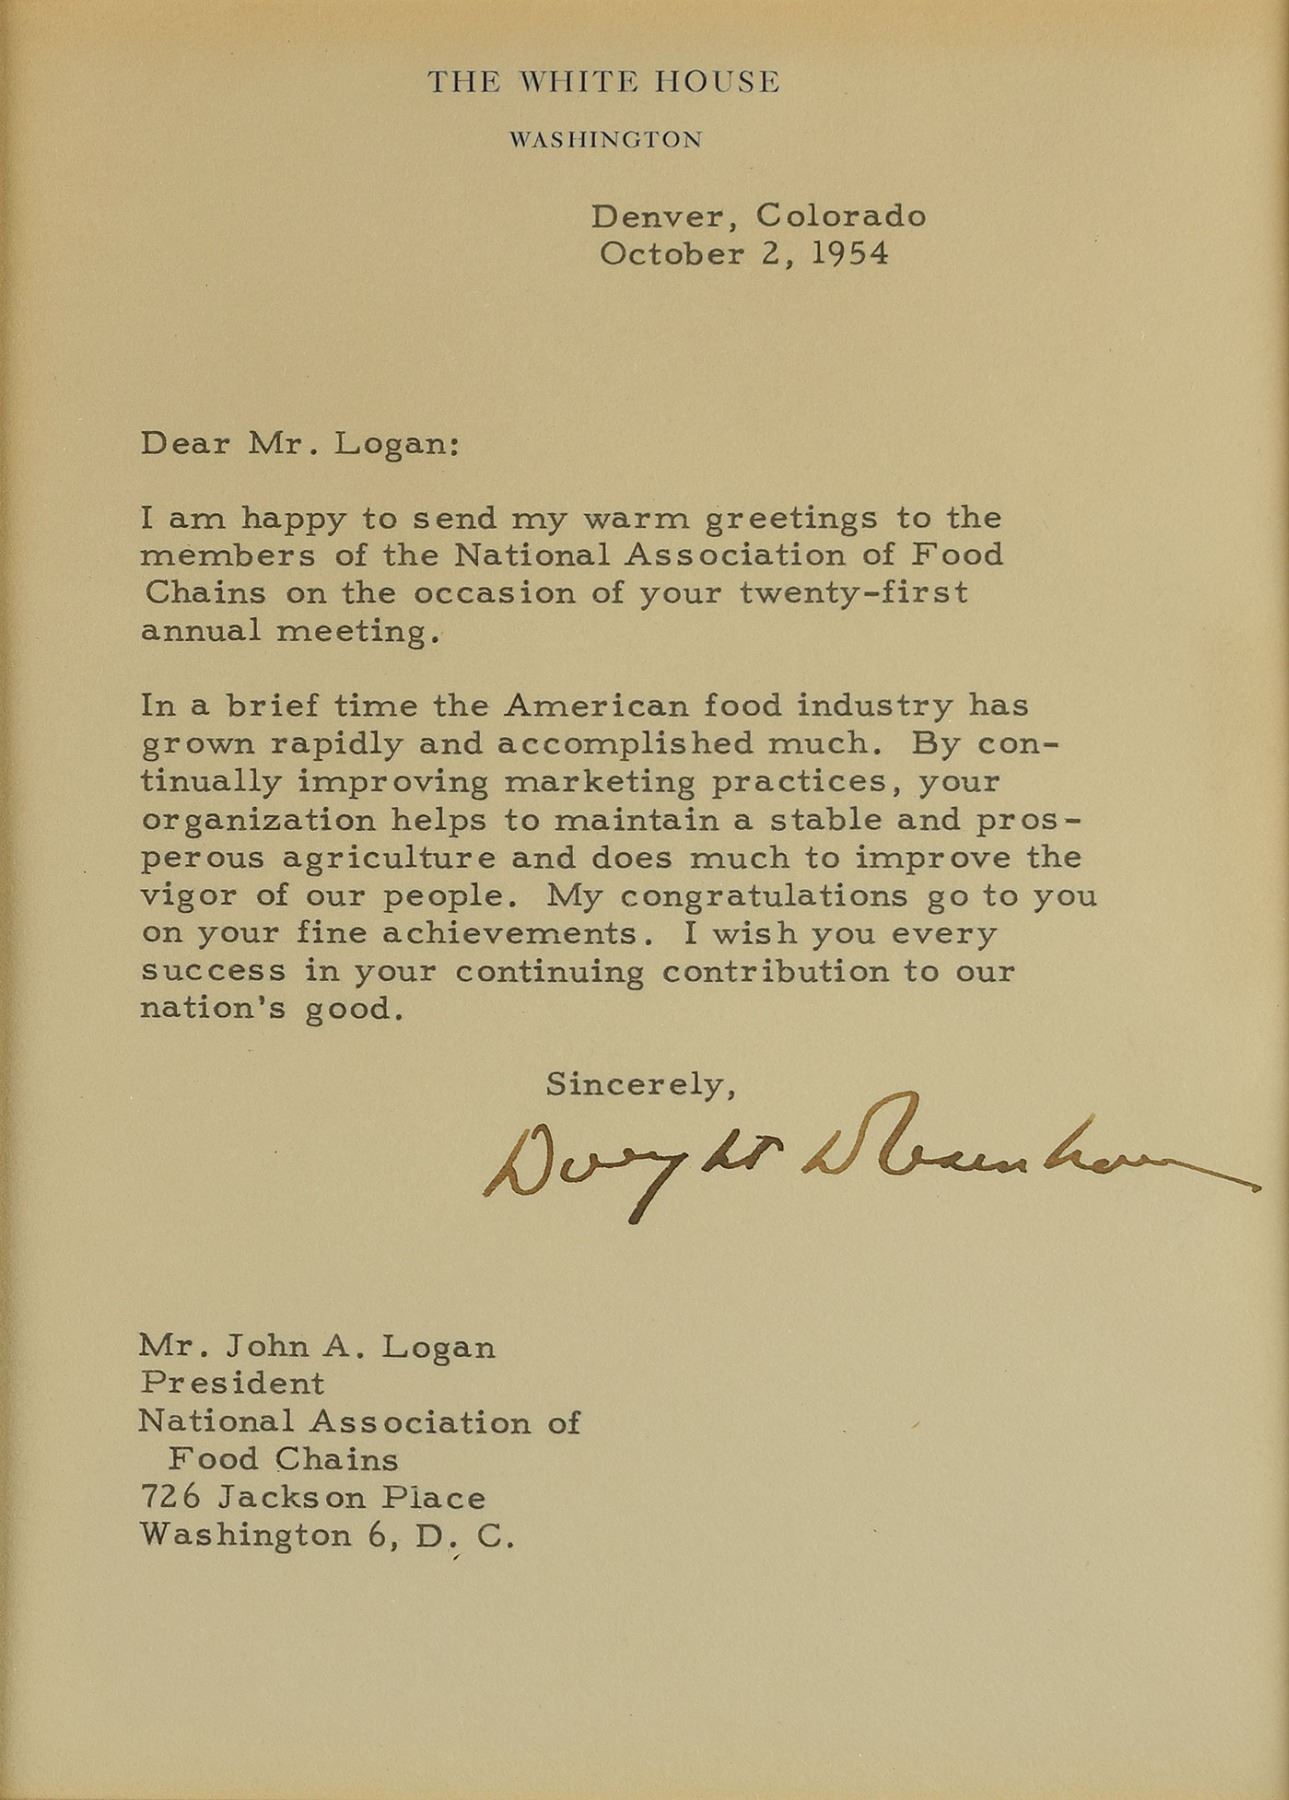 THE WHITE HOUSE
WASHINGTON
Denver, Colorado
October 2, 1954
Dear Mr. Logan:
I am happy to send my warm greetings to the
members of the National Association of Food
Chains on the occasion of your twenty-first
annual meeting.
In a brief time the American food industry has
grown rapidly and accomplished much. By con-
tinually improving marketing practices, your
organization helps to maintain a stable and pros-
perous agriculture and does much to improve the
vigor of our people. My congratulations go to you
on your fine achievements. I wish you every
success in your continuing contribution to our
nation's good.
Sincerely,
Dwight D Eisenhower
Mr. John A. Logan
President
National Association of
Food Chains
726 Jackson Place
Washington 6, D. C.